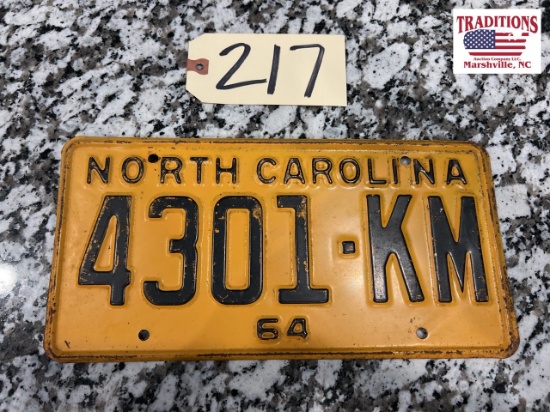 TRADITIONS
Auction Company LLC.
Marshville, NC
217
NORTH CAROLINA
4301-KM
64